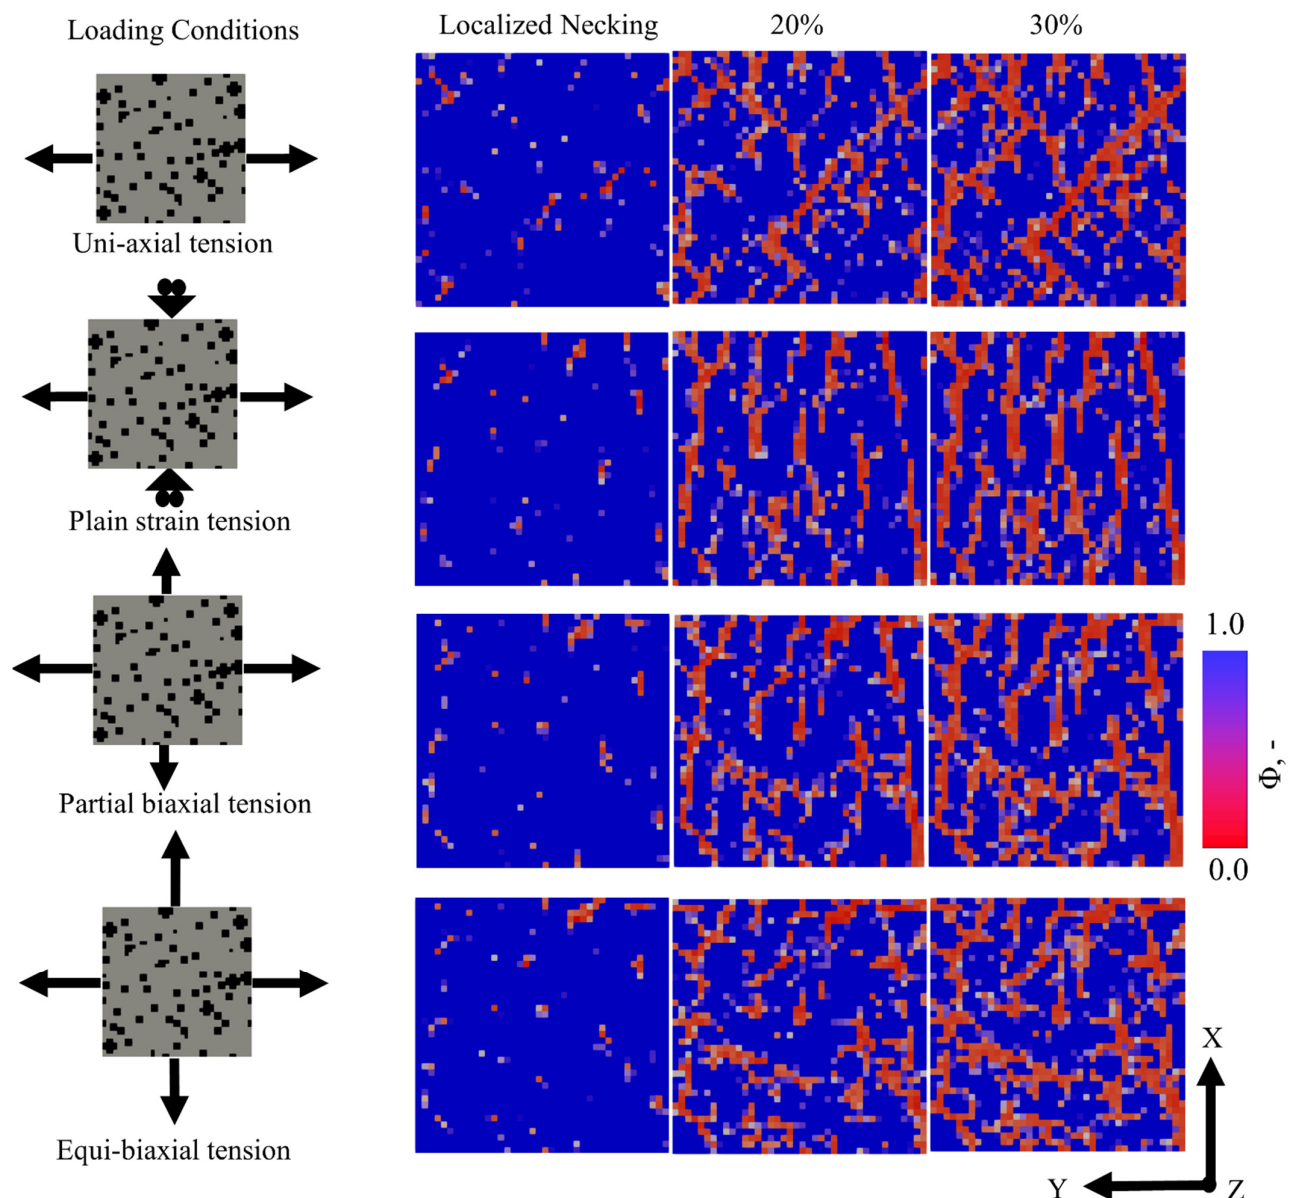 Loading Conditions
Localized Necking
20%
30%
Uni-axial tension
Plain strain tension
Partial biaxial tension
Equi-biaxial tension
1.0
Φ, -
0.0
X
Y
Z